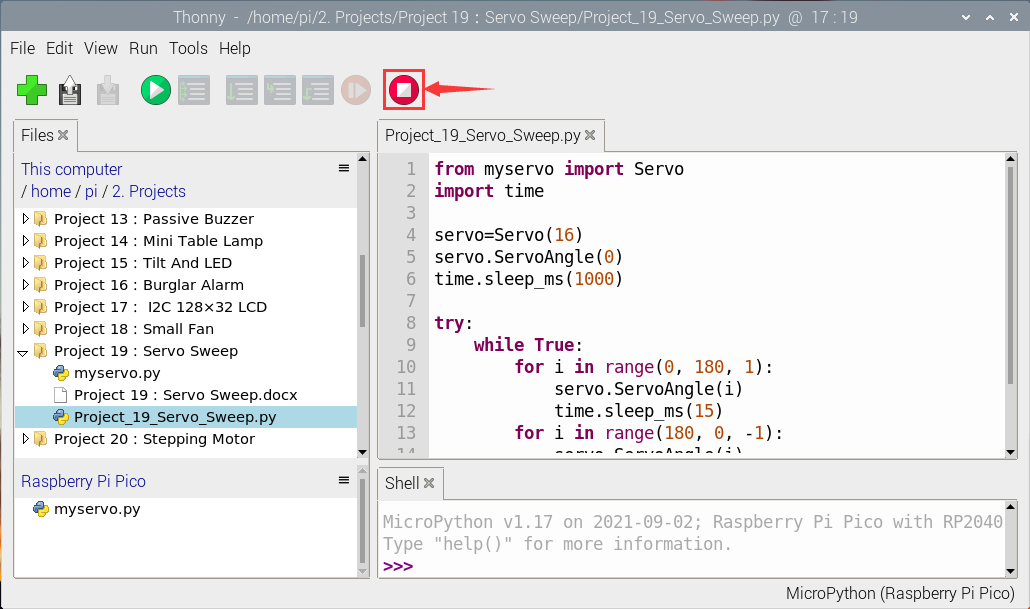 Thonny - /home/pi/2. Projects/Project 19 : Servo Sweep/Project_19_Servo_Sweep.py @ 17 : 19
File Edit View Run Tools Help
Files
This computer
/ home / pi / 2. Projects
Project 13 : Passive Buzzer
Project 14 : Mini Table Lamp
Project 15 : Tilt And LED
Project 16 : Burglar Alarm
Project 17 : I2C 128×32 LCD
Project 18 : Small Fan
Project 19 : Servo Sweep
myservo.py
Project 19 : Servo Sweep.docx
Project_19_Servo_Sweep.py
Project 20 : Stepping Motor
Raspberry Pi Pico
myservo.py
Project_19_Servo_Sweep.py
1 from myservo import Servo
2 import time
3
4 servo=Servo(16)
5 servo.ServoAngle(0)
6 time.sleep_ms(1000)
7
8 try:
9     while True:
10         for i in range(0, 180, 1):
11             servo.ServoAngle(i)
12             time.sleep_ms(15)
13         for i in range(180, 0, -1):
14             servo.ServoAngle(i)
Shell
MicroPython v1.17 on 2021-09-02; Raspberry Pi Pico with RP2040
Type "help()" for more information.
>>>
MicroPython (Raspberry Pi Pico)